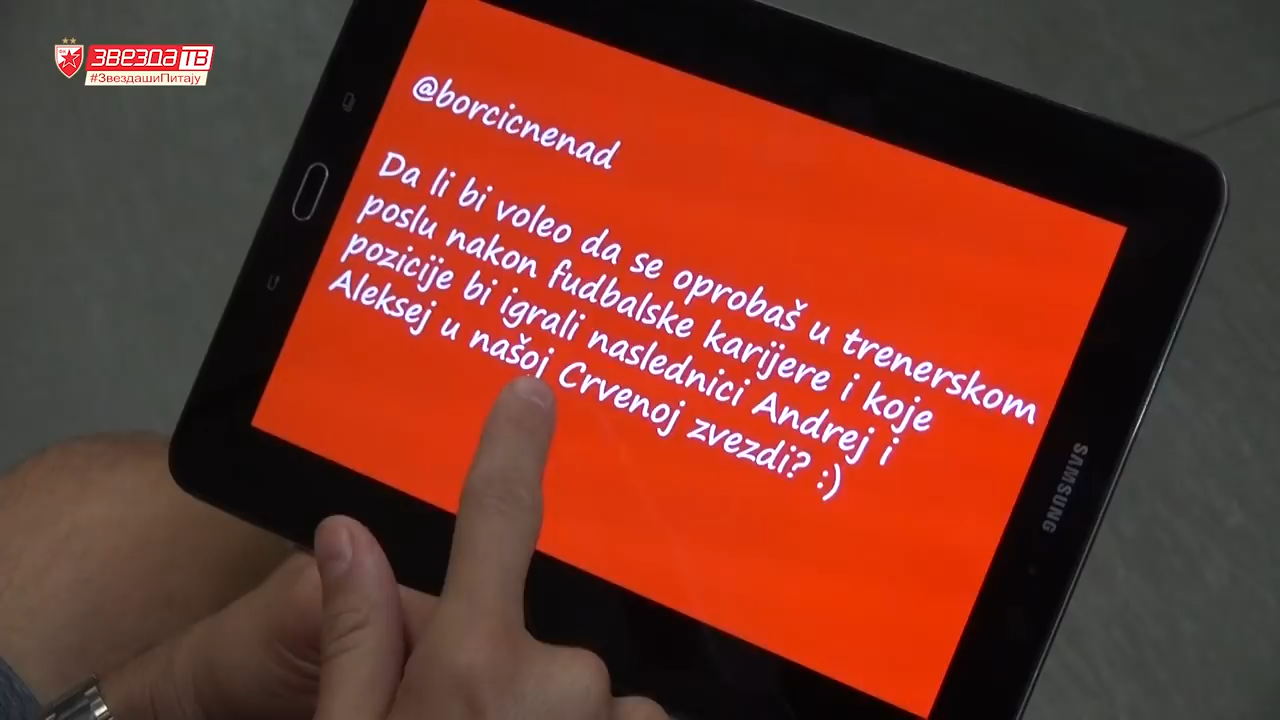 ЗВЕЗДА ТВ
#ЗвездашиПитају
@borcicnenad
Da li bi voleo da se oprobaš u trenerskom
poslu nakon fudbalske karijere i koje
pozicije bi igrali naslednici Andrej i
Aleksej u našoj Crvenoj zvezdi? :)
SAMSUNG